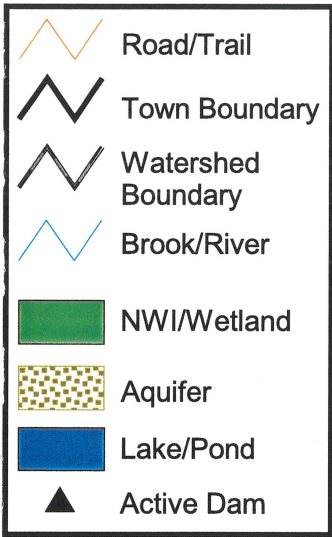 Road/Trail
Town Boundary
Watershed
Boundary
Brook/River
NWI/Wetland
Aquifer
Lake/Pond
Active Dam